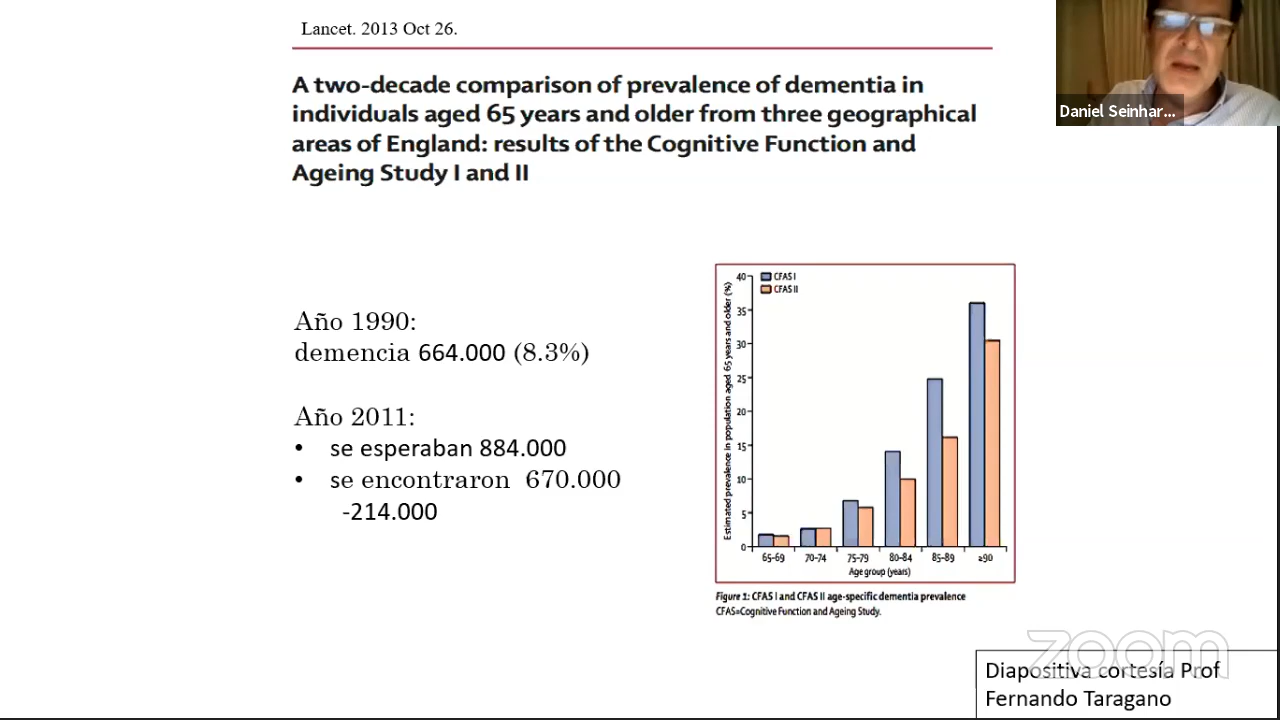 Lancet. 2013 Oct 26.
A two-decade comparison of prevalence of dementia in
individuals aged 65 years and older from three geographical
areas of England: results of the Cognitive Function and
Ageing Study I and II
Daniel Seinhar...
Año 1990:
demencia 664.000 (8.3%)
Año 2011:
• se esperaban 884.000
• se encontraron 670.000
-214.000
CFAS I
CFAS II
Estimated prevalence in population aged 65 years and older (%)
40
35
30
25
20
15
10
5
0
65-69 70-74 75-79 80-84 85-89 ≥90
Age group (years)
Figure 1: CFAS I and CFAS II age-specific dementia prevalence
CFAS=Cognitive Function and Ageing Study.
zoom
Diapositiva cortesía Prof
Fernando Taragano